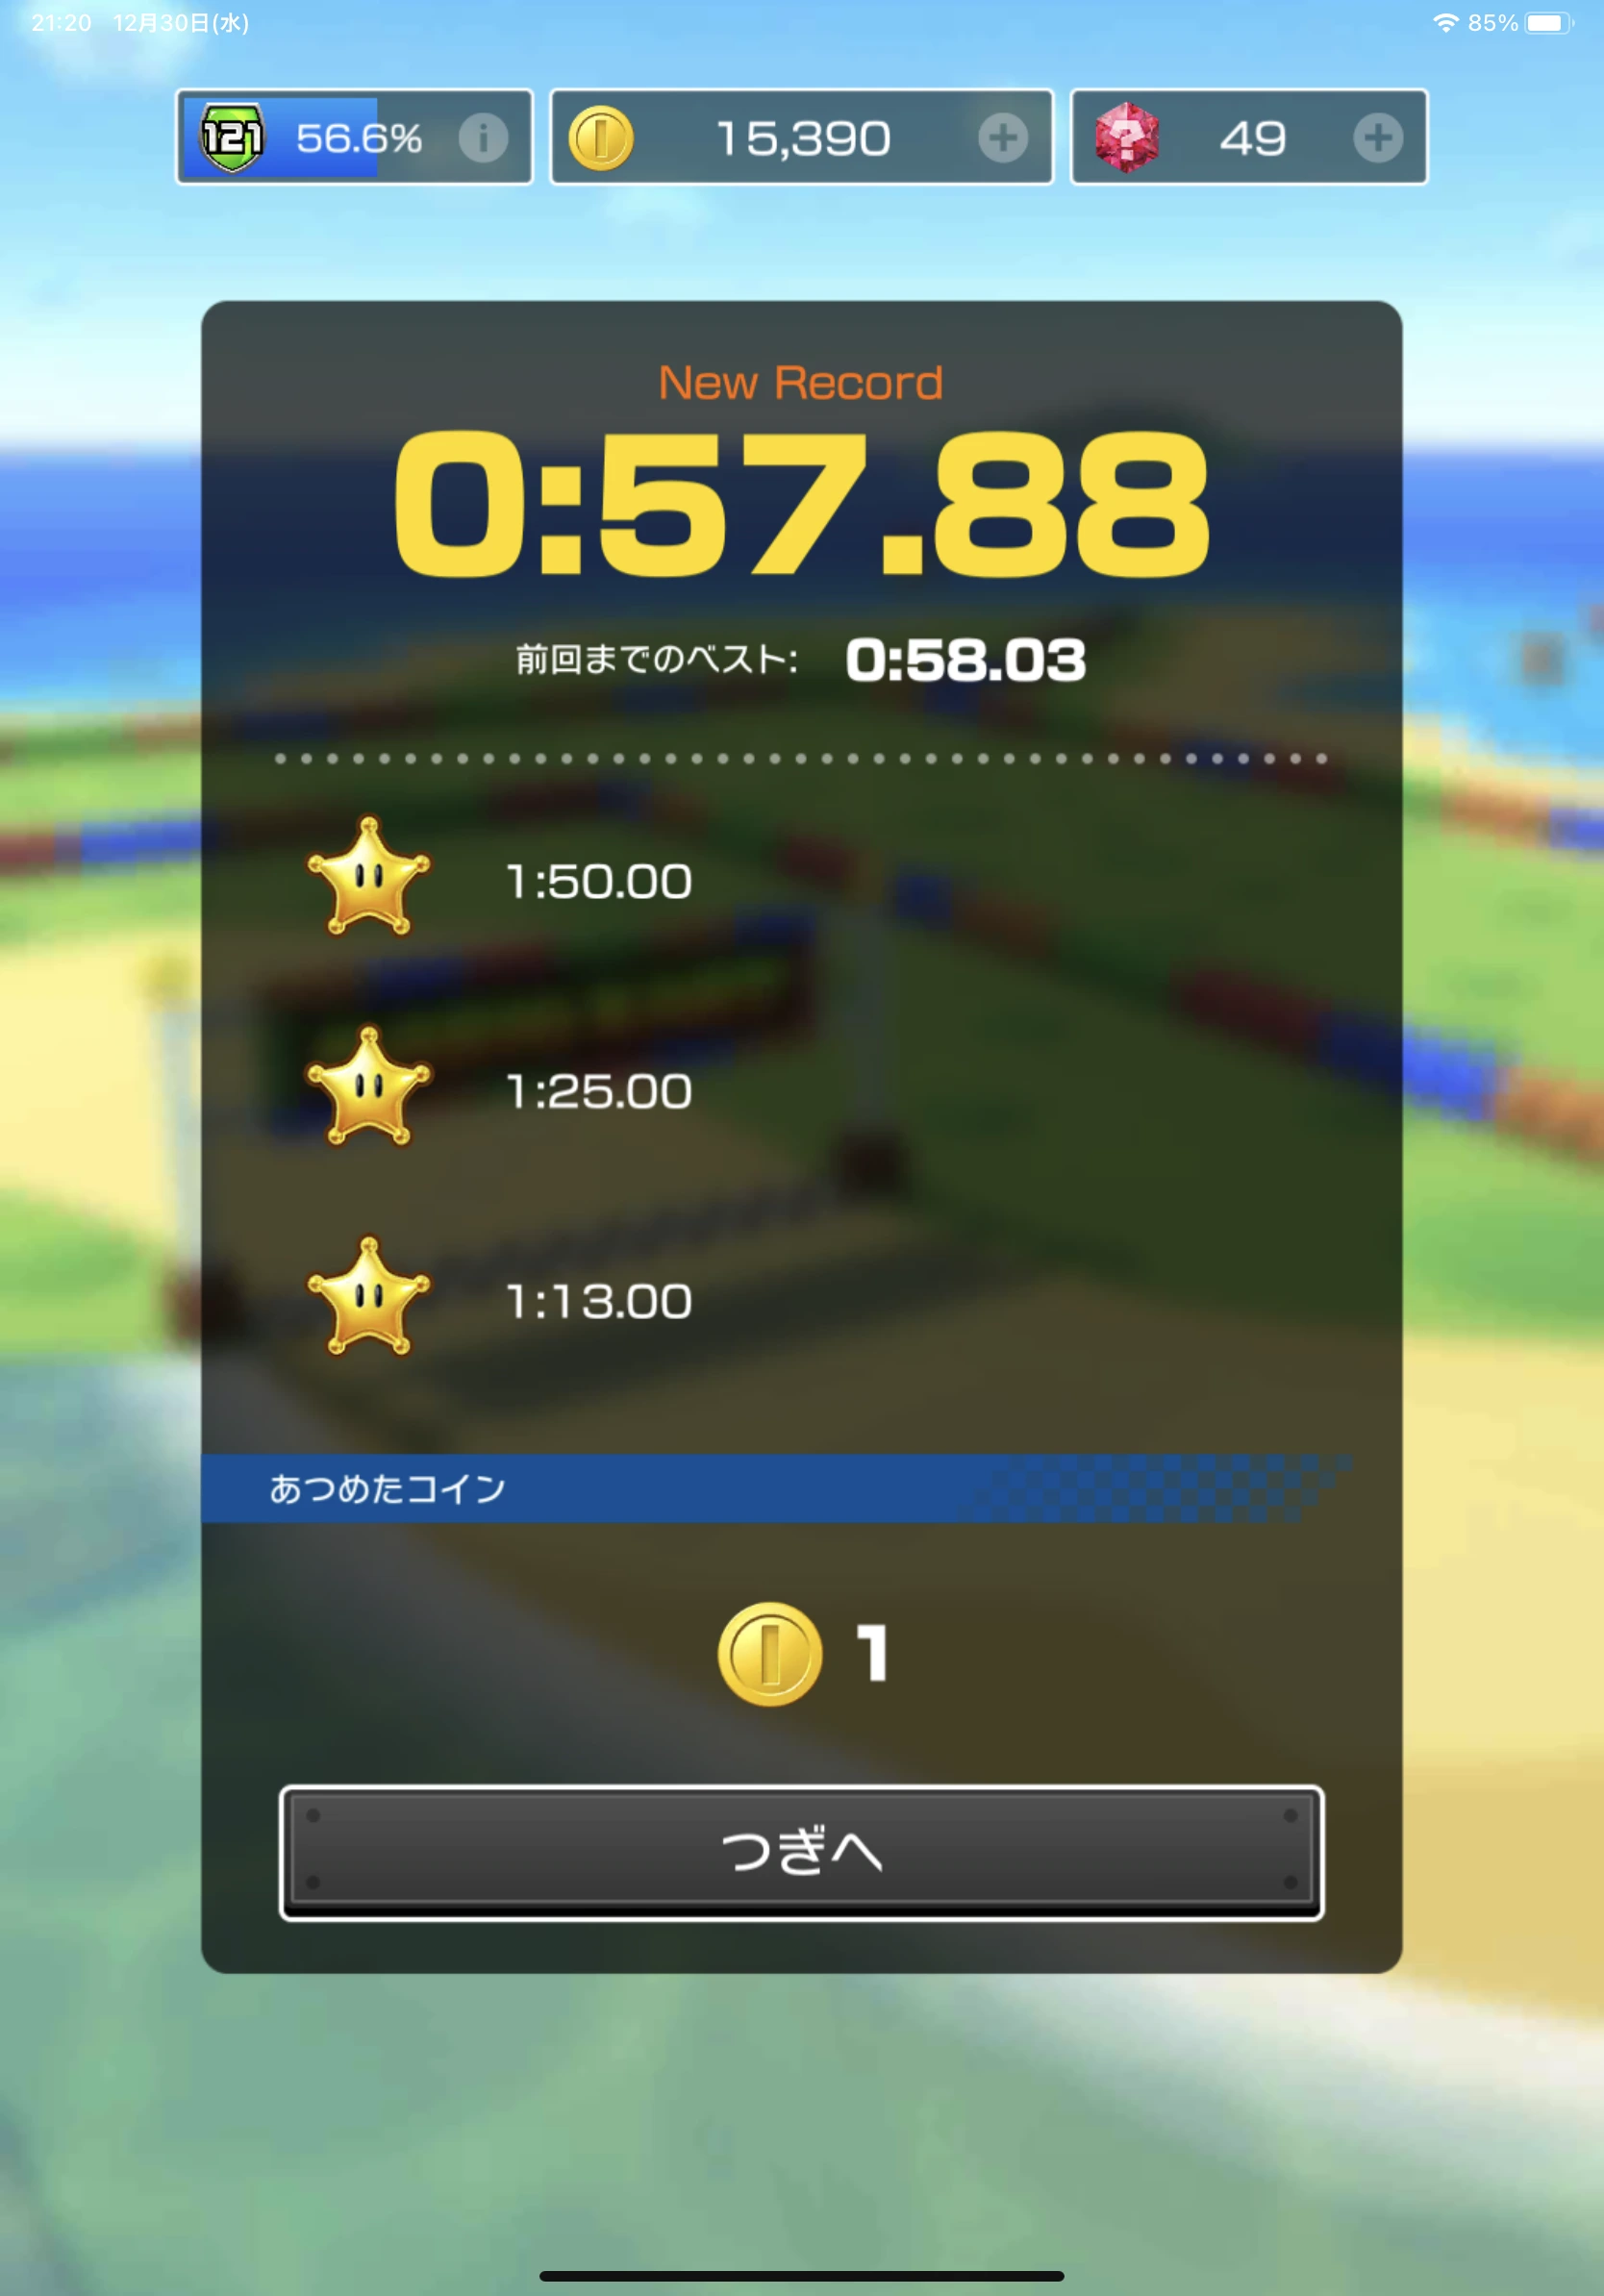 21:20 12月30日(水) 85%
121 56.6% 15,390 49
New Record
0:57.88
前回までのベスト: 0:58.03
1:50.00
1:25.00
1:13.00
あつめたコイン
1
つぎへ